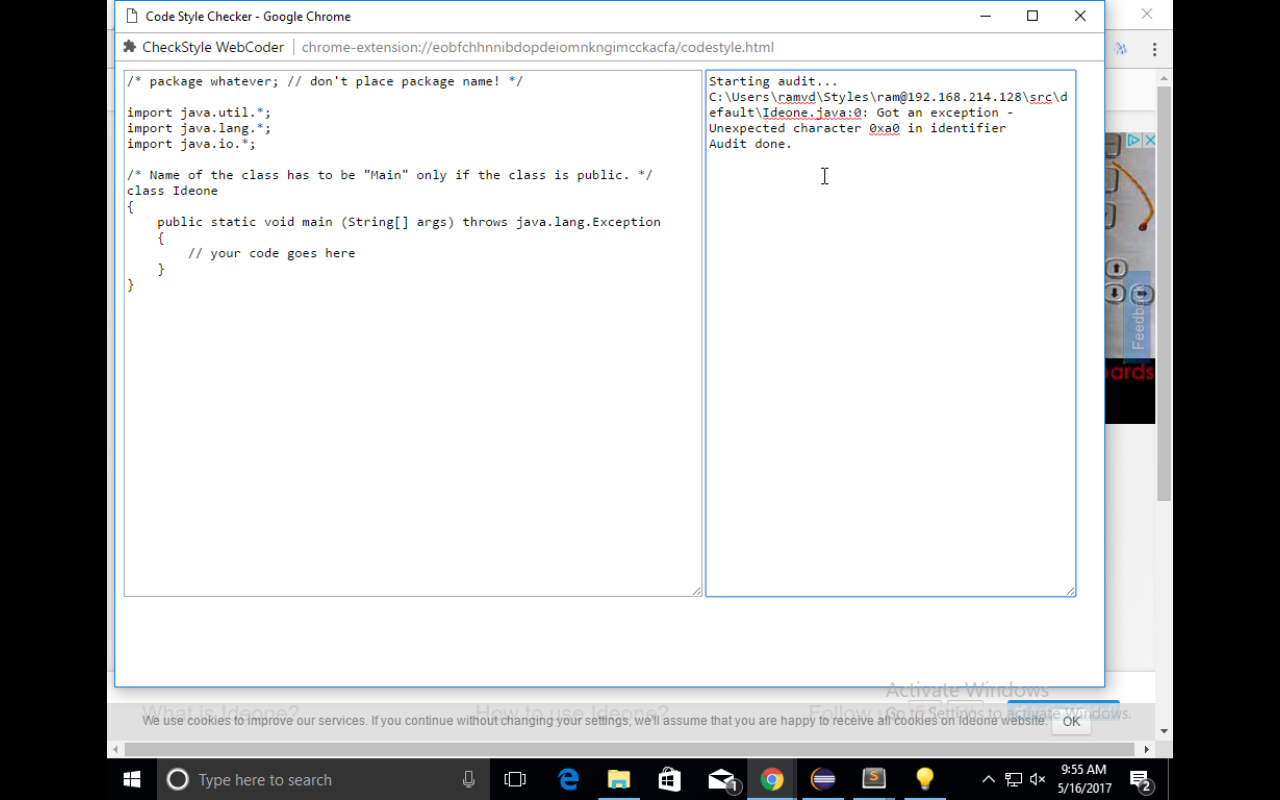 Code Style Checker - Google Chrome
CheckStyle WebCoder
chrome-extension://eobfchhnnibdopdeiomnkngimcckacfa/codestyle.html
/* package whatever; // don't place package name! */
import java.util.*;
import java.lang.*;
import java.io.*;
/* Name of the class has to be "Main" only if the class is public. */
class Ideone
{
    public static void main (String[] args) throws java.lang.Exception
    {
        // your code goes here
    }
}
Starting audit...
C:\Users\ramvd\Styles\ram@192.168.214.128\src\d
efault\Ideone.java:0: Got an exception -
Unexpected character 0xa0 in identifier
Audit done.
Feedback
ards
Activate Windows
Go to Settings to activate Windows.
What is Ideone?
How to use Ideone?
Follow us
We use cookies to improve our services. If you continue without changing your settings, we'll assume that you are happy to receive all cookies on Ideone website.
OK
Type here to search
1
S
9:55 AM
5/16/2017
2